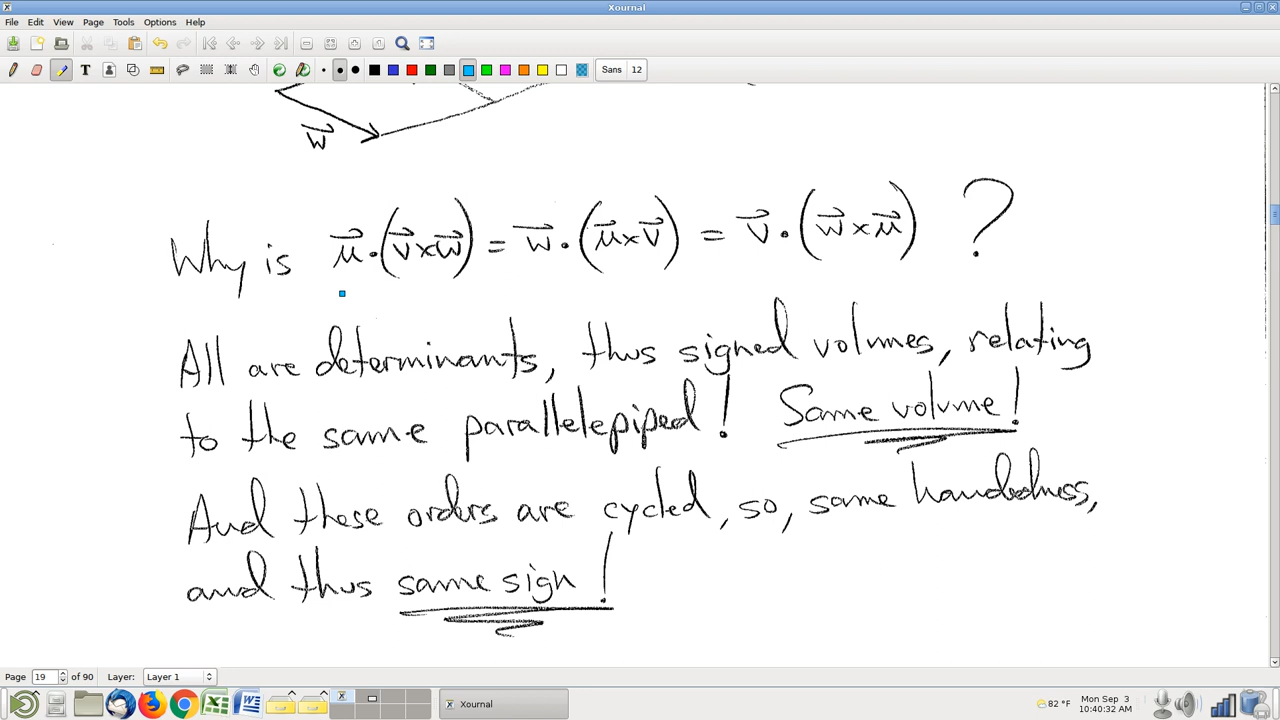 Xournal
File Edit View Page Tools Options Help
Sans 12
w⃗
Why is u⃗·(v⃗×w⃗) = w⃗·(u⃗×v⃗) = v⃗·(w⃗×u⃗) ?
All are determinants, thus signed volumes, relating
to the same parallelepiped! Same volume!
And these orders are cycled, so, same handedness,
and thus same sign!
Page 19 of 90 Layer: Layer 1
Xournal
82 °F
Mon Sep 3
10:40:32 AM